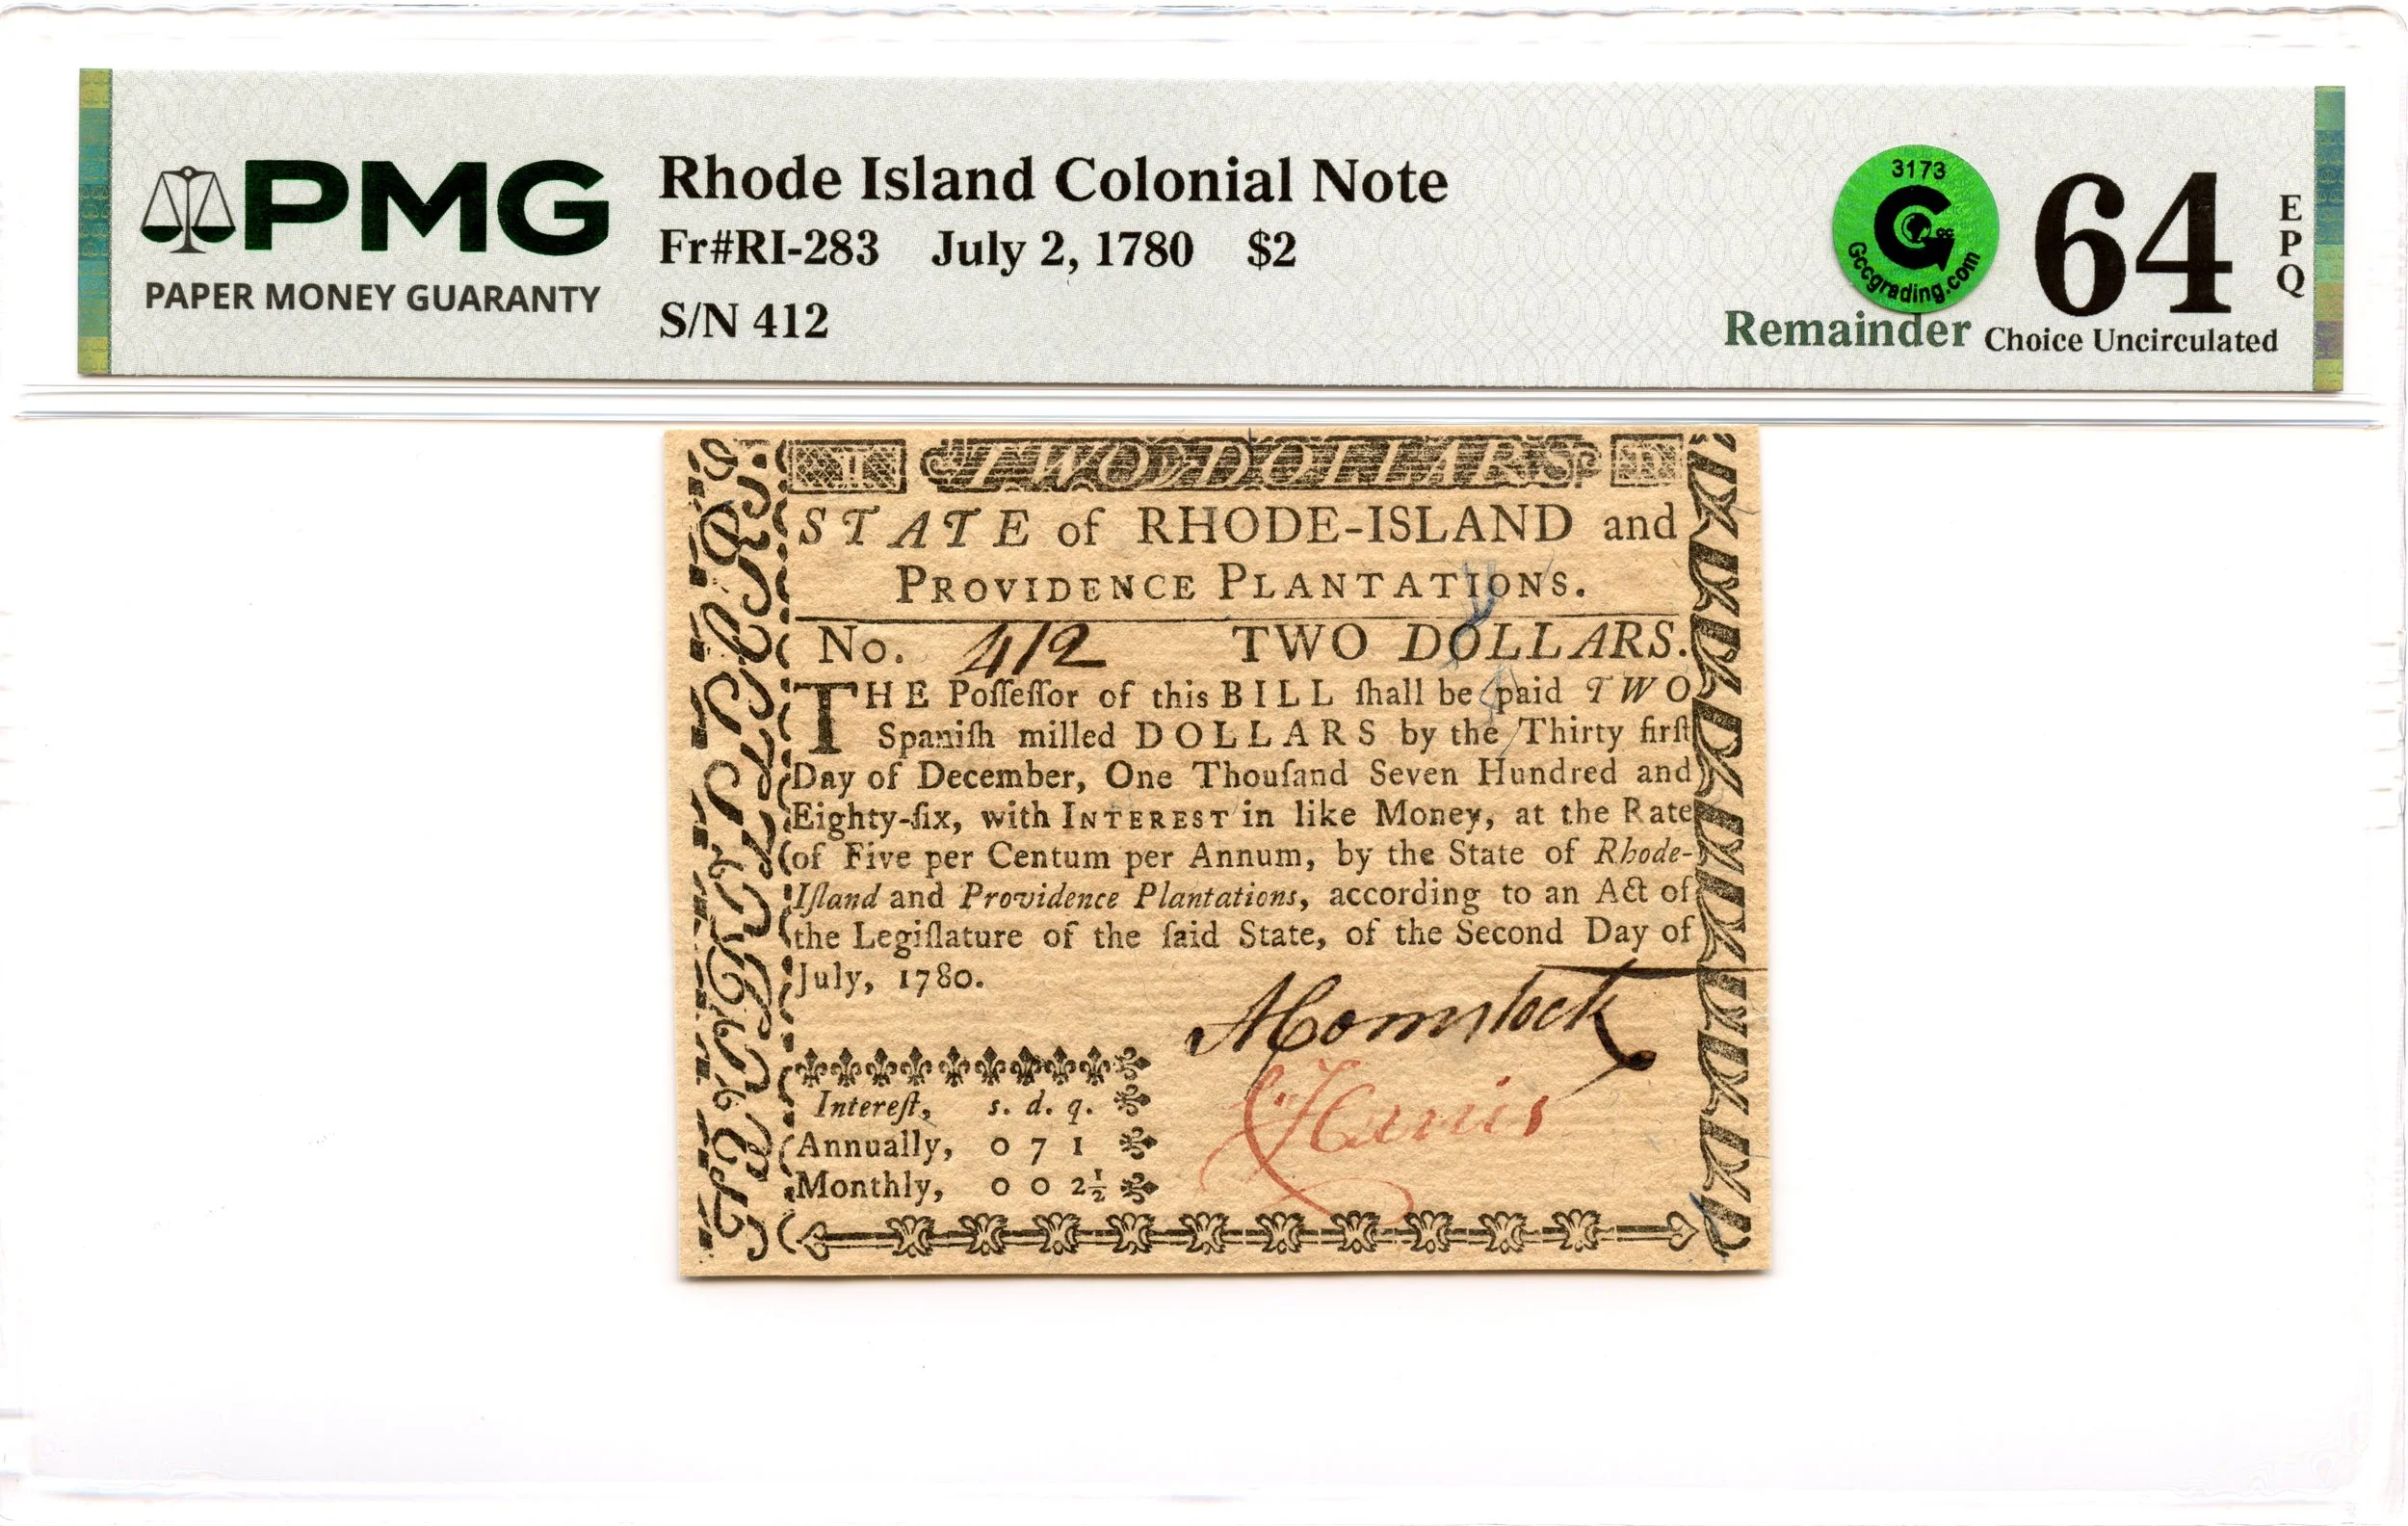 PMG
PAPER MONEY GUARANTY
Rhode Island Colonial Note
Fr#RI-283 July 2, 1780 $2
S/N 412
3173
G
Gccgrading.com
Remainder
64
EPQ
Choice Uncirculated
II TWO DOLLARS D
STATE of RHODE-ISLAND and
PROVIDENCE PLANTATIONS.
No. 412 TWO DOLLARS.
THE Poſſeſſor of this BILL ſhall be paid TWO
Spaniſh milled DOLLARS by the Thirty firſt
Day of December, One Thouſand Seven Hundred and
Eighty-ſix, with INTEREST in like Money, at the Rate
of Five per Centum per Annum, by the State of Rhode-
Iſland and Providence Plantations, according to an Act of
the Legiſlature of the ſaid State, of the Second Day of
July, 1780.
AComstock
CHarris
Intereſt, s. d. q.
Annually, 0 7 1
Monthly, 0 0 2½